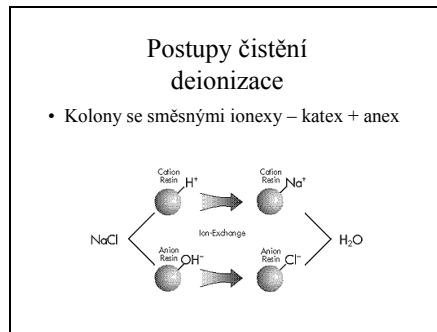 Postupy čistění
deionizace
• Kolony se směsnými ionexy – katex + anex
Cation
Resin
H⁺
Cation
Resin
Na⁺
NaCl
Ion-Exchange
H₂O
Anion
Resin
OH⁻
Anion
Resin
Cl⁻